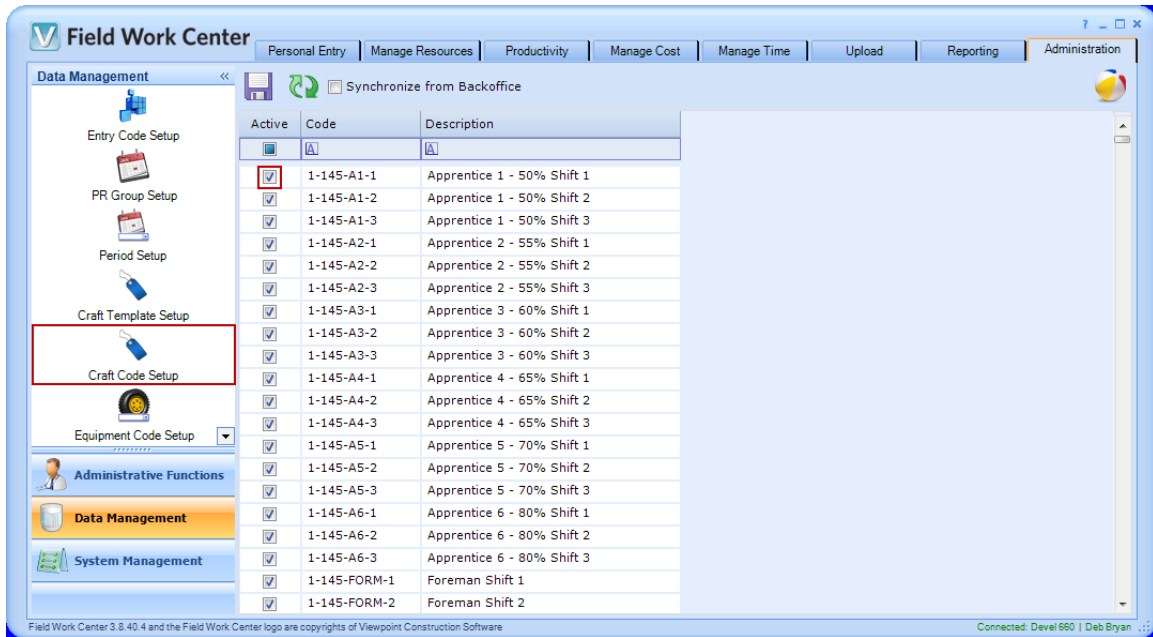 Field Work Center
Personal Entry
Manage Resources
Productivity
Manage Cost
Manage Time
Upload
Reporting
Administration
Data Management
Entry Code Setup
PR Group Setup
Period Setup
Craft Template Setup
Craft Code Setup
Equipment Code Setup
Administrative Functions
Data Management
System Management
Synchronize from Backoffice
Active Code Description
A A
1-145-A1-1 Apprentice 1 - 50% Shift 1
1-145-A1-2 Apprentice 1 - 50% Shift 2
1-145-A1-3 Apprentice 1 - 50% Shift 3
1-145-A2-1 Apprentice 2 - 55% Shift 1
1-145-A2-2 Apprentice 2 - 55% Shift 2
1-145-A2-3 Apprentice 2 - 55% Shift 3
1-145-A3-1 Apprentice 3 - 60% Shift 1
1-145-A3-2 Apprentice 3 - 60% Shift 2
1-145-A3-3 Apprentice 3 - 60% Shift 3
1-145-A4-1 Apprentice 4 - 65% Shift 1
1-145-A4-2 Apprentice 4 - 65% Shift 2
1-145-A4-3 Apprentice 4 - 65% Shift 3
1-145-A5-1 Apprentice 5 - 70% Shift 1
1-145-A5-2 Apprentice 5 - 70% Shift 2
1-145-A5-3 Apprentice 5 - 70% Shift 3
1-145-A6-1 Apprentice 6 - 80% Shift 1
1-145-A6-2 Apprentice 6 - 80% Shift 2
1-145-A6-3 Apprentice 6 - 80% Shift 3
1-145-FORM-1 Foreman Shift 1
1-145-FORM-2 Foreman Shift 2
Field Work Center 3.8.40.4 and the Field Work Center logo are copyrights of Viewpoint Construction Software
Connected: Devel 660 | Deb Bryan